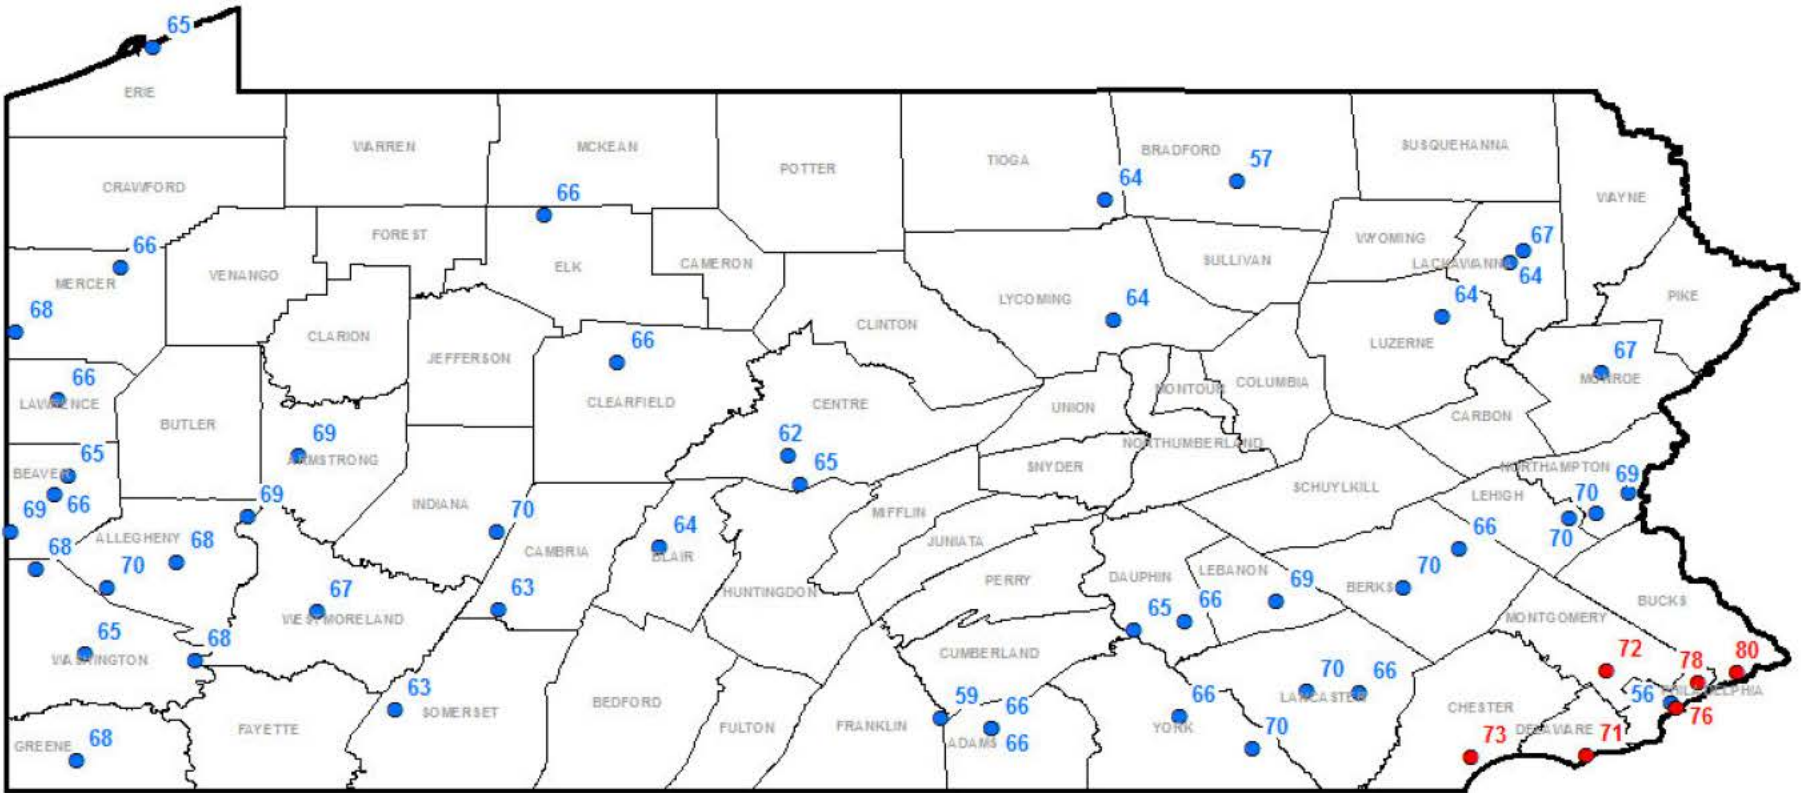 65
ERIE
WARREN
MCKEAN
POTTER
TIOGA
BRADFORD
57
SUSQUEHANNA
CRAWFORD
66
64
WAYNE
FOREST
66
VENANGO
ELK
CAMERON
SULLIVAN
WYOMING
67
LACKAWANNA
64
MERCER
68
CLARION
JEFFERSON
66
CLINTON
LYCOMING
64
64
LUZERNE
PIKE
67
MONROE
66
LAWRENCE
BUTLER
CLEARFIELD
CENTRE
UNION
MONTOUR
COLUMBIA
CARBON
69
ARMSTRONG
62
65
NORTHUMBERLAND
SNYDER
65
BEAVER
66
69
69
INDIANA
70
SCHUYLKILL
NORTHAMPTON
69
LEHIGH
70
70
MIFFLIN
JUNIATA
64
BLAIR
CAMBRIA
ALLEGHENY
68
68
70
66
63
67
WESTMORELAND
HUNTINGDON
PERRY
DAUPHIN
LEBANON
69
BERKS
70
65
66
MONTGOMERY
BUCKS
65
WASHINGTON
68
CUMBERLAND
72
78
80
63
SOMERSET
BEDFORD
FULTON
FRANKLIN
59
66
ADAMS
66
66
YORK
70
66
LANCASTER
70
CHESTER
56
PHILADELPHIA
76
GREENE
68
FAYETTE
73
DELAWARE
71